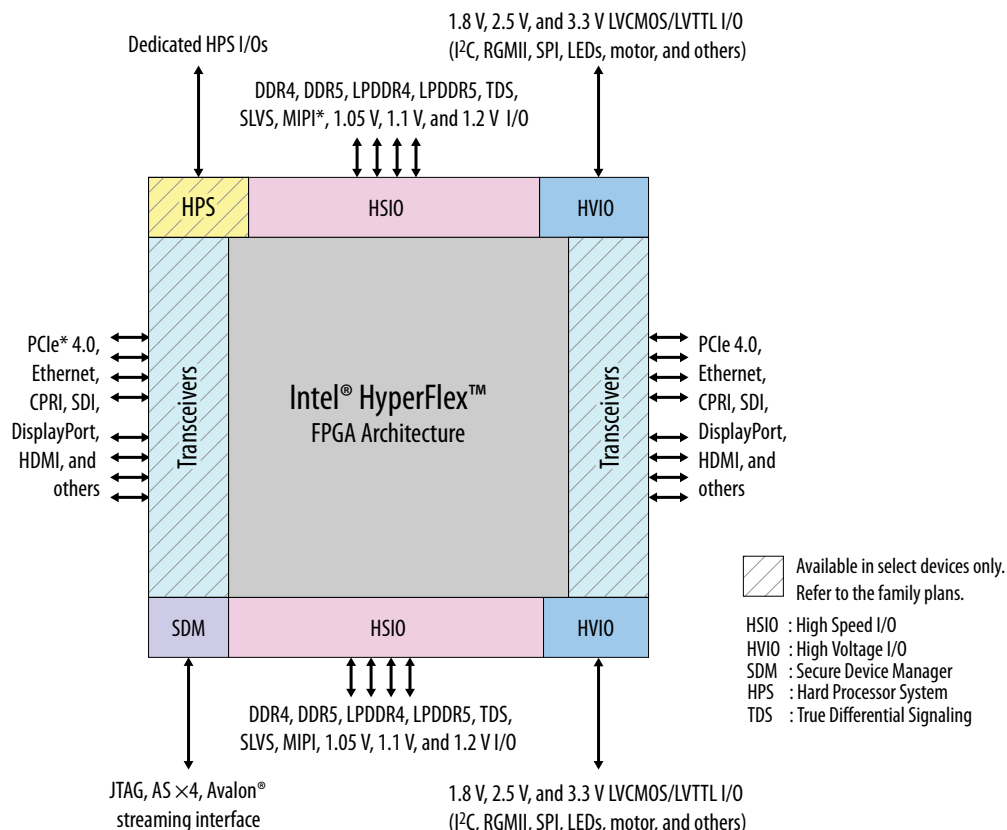 1.8 V, 2.5 V, and 3.3 V LVCMOS/LVTTL I/O
(I²C, RGMII, SPI, LEDs, motor, and others)
Dedicated HPS I/Os
DDR4, DDR5, LPDDR4, LPDDR5, TDS,
SLVS, MIPI*, 1.05 V, 1.1 V, and 1.2 V I/O
HPS
HSIO
HVIO
PCIe* 4.0,
Ethernet,
CPRI, SDI,
DisplayPort,
HDMI, and
others
Transceivers
Intel® HyperFlex™
FPGA Architecture
Transceivers
PCIe 4.0,
Ethernet,
CPRI, SDI,
DisplayPort,
HDMI, and
others
SDM
HSIO
HVIO
Available in select devices only.
Refer to the family plans.
HSIO : High Speed I/O
HVIO : High Voltage I/O
SDM : Secure Device Manager
HPS : Hard Processor System
TDS : True Differential Signaling
DDR4, DDR5, LPDDR4, LPDDR5, TDS,
SLVS, MIPI, 1.05 V, 1.1 V, and 1.2 V I/O
JTAG, AS ×4, Avalon®
streaming interface
1.8 V, 2.5 V, and 3.3 V LVCMOS/LVTTL I/O
(I²C, RGMII, SPI, LEDs, motor, and others)